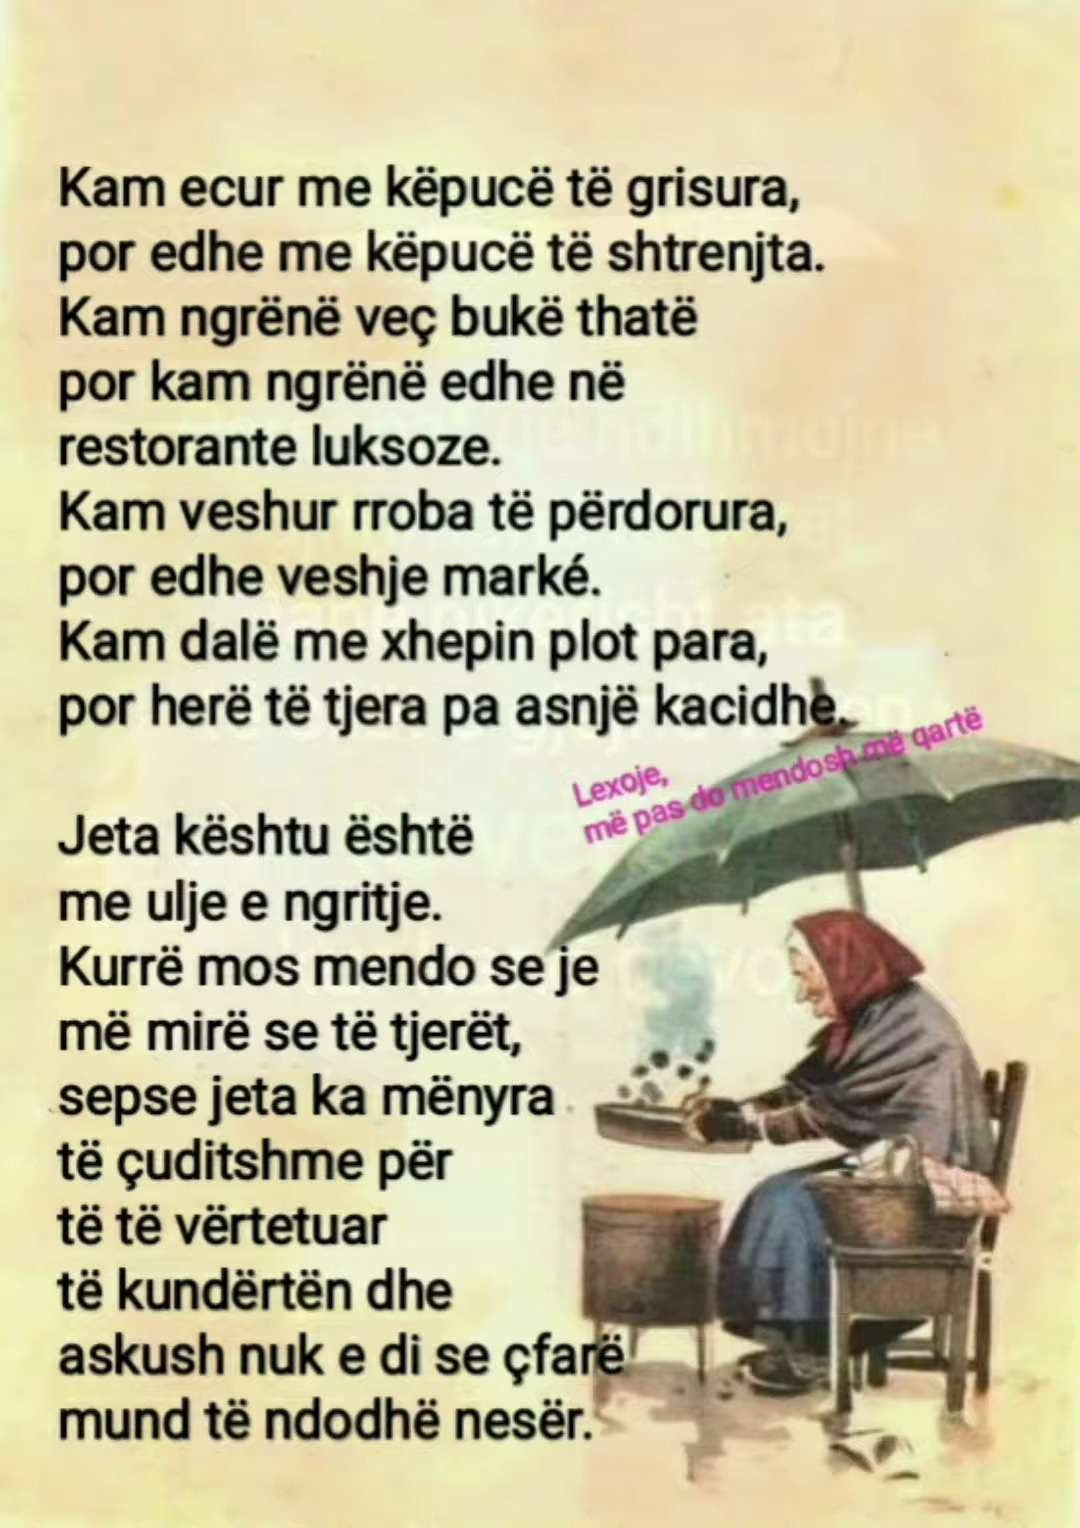 Kam ecur me këpucë të grisura,
por edhe me këpucë të shtrenjta.
Kam ngrënë veç bukë thatë
por kam ngrënë edhe në
restorante luksoze.
Kam veshur rroba të përdorura,
por edhe veshje marké.
Kam dalë me xhepin plot para,
por herë të tjera pa asnjë kacidhe.
Lexoje,
më pas do mendosh më qartë
Jeta kështu është
me ulje e ngritje.
Kurrë mos mendo se je
më mirë se të tjerët,
sepse jeta ka mënyra
të çuditshme për
të të vërtetuar
të kundërtën dhe
askush nuk e di se çfarë
mund të ndodhë nesër.